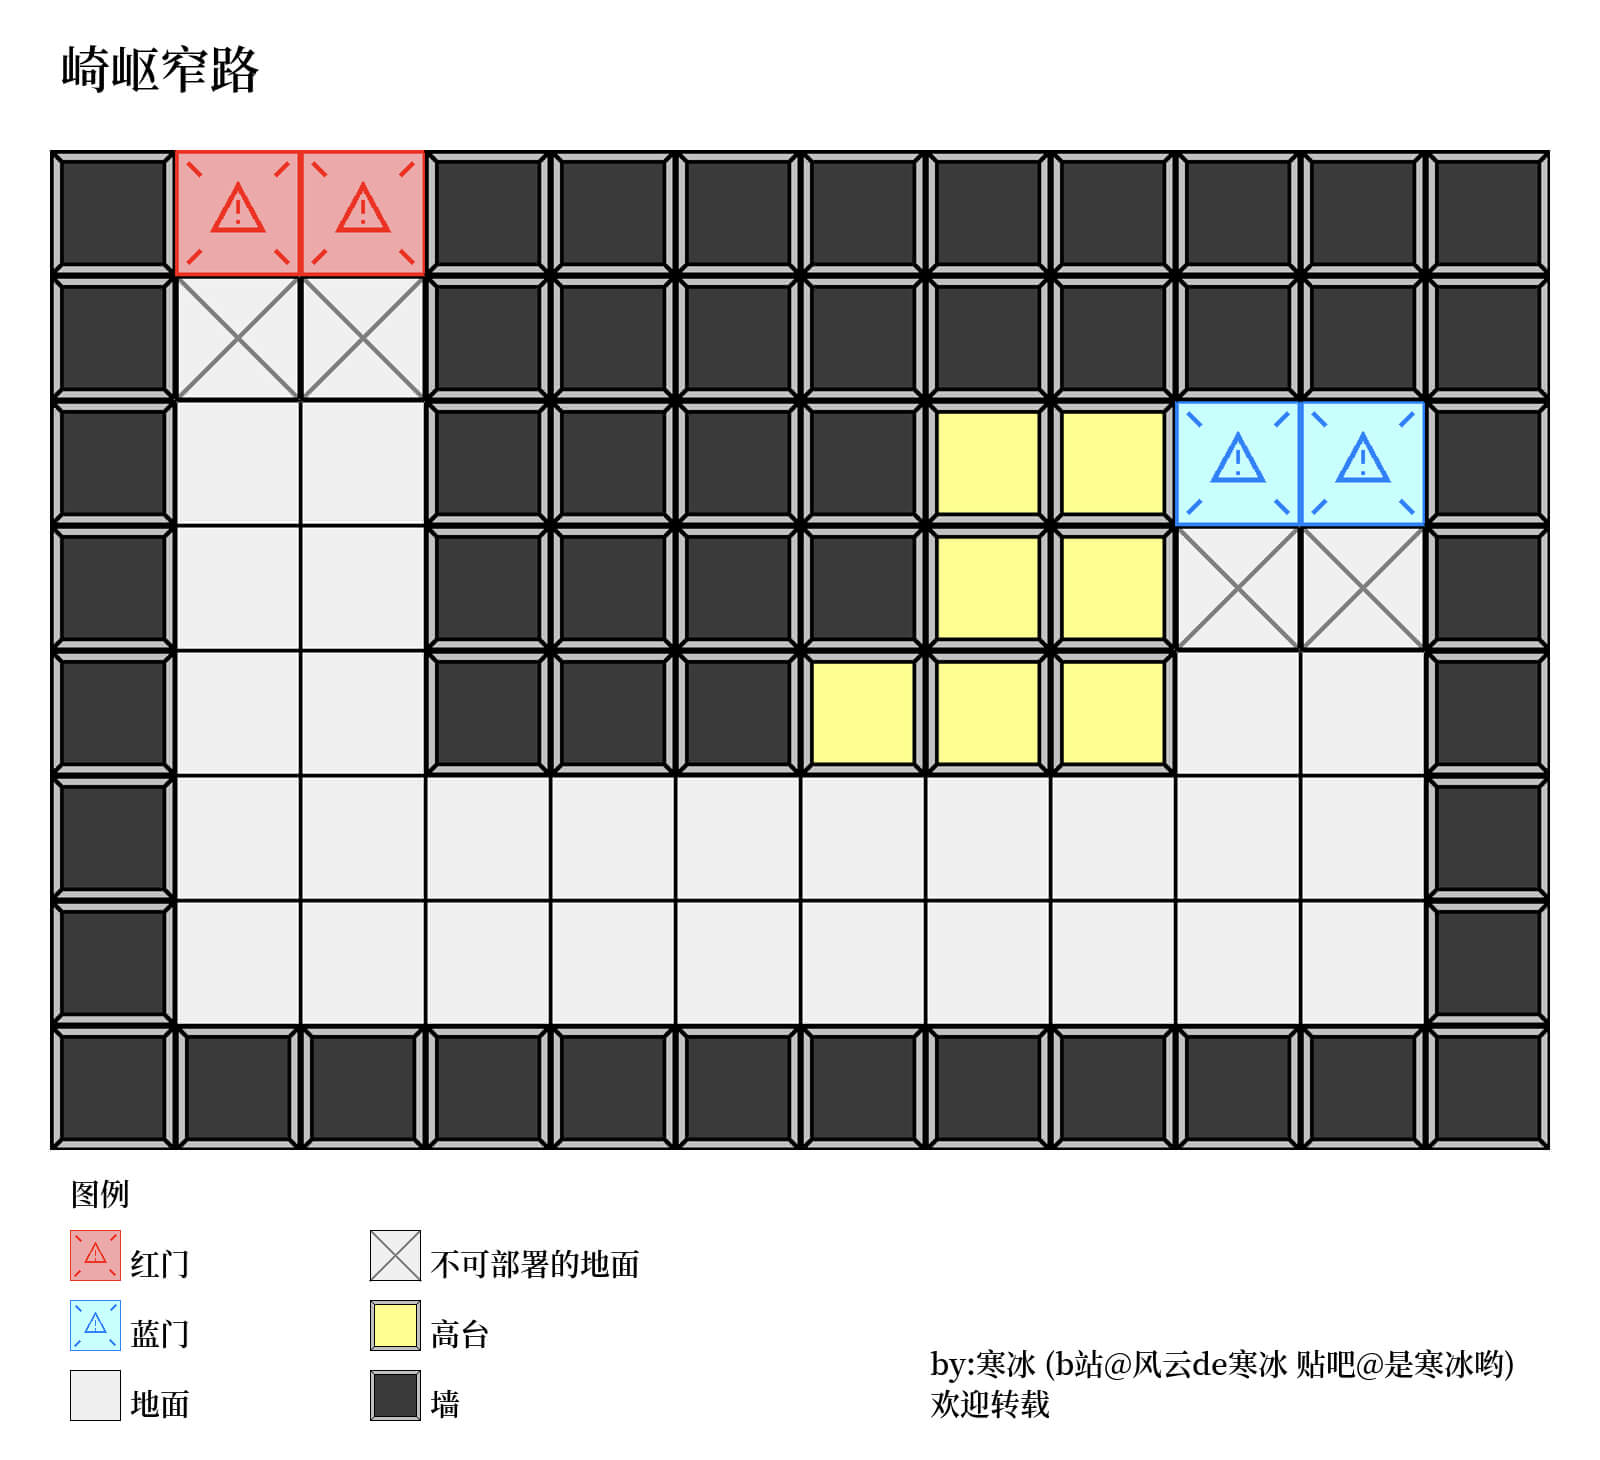 崎岖窄路
图例
红门
不可部署的地面
蓝门
高台
地面
墙
by:寒冰 (b站@风云de寒冰 贴吧@是寒冰哟)
欢迎转载